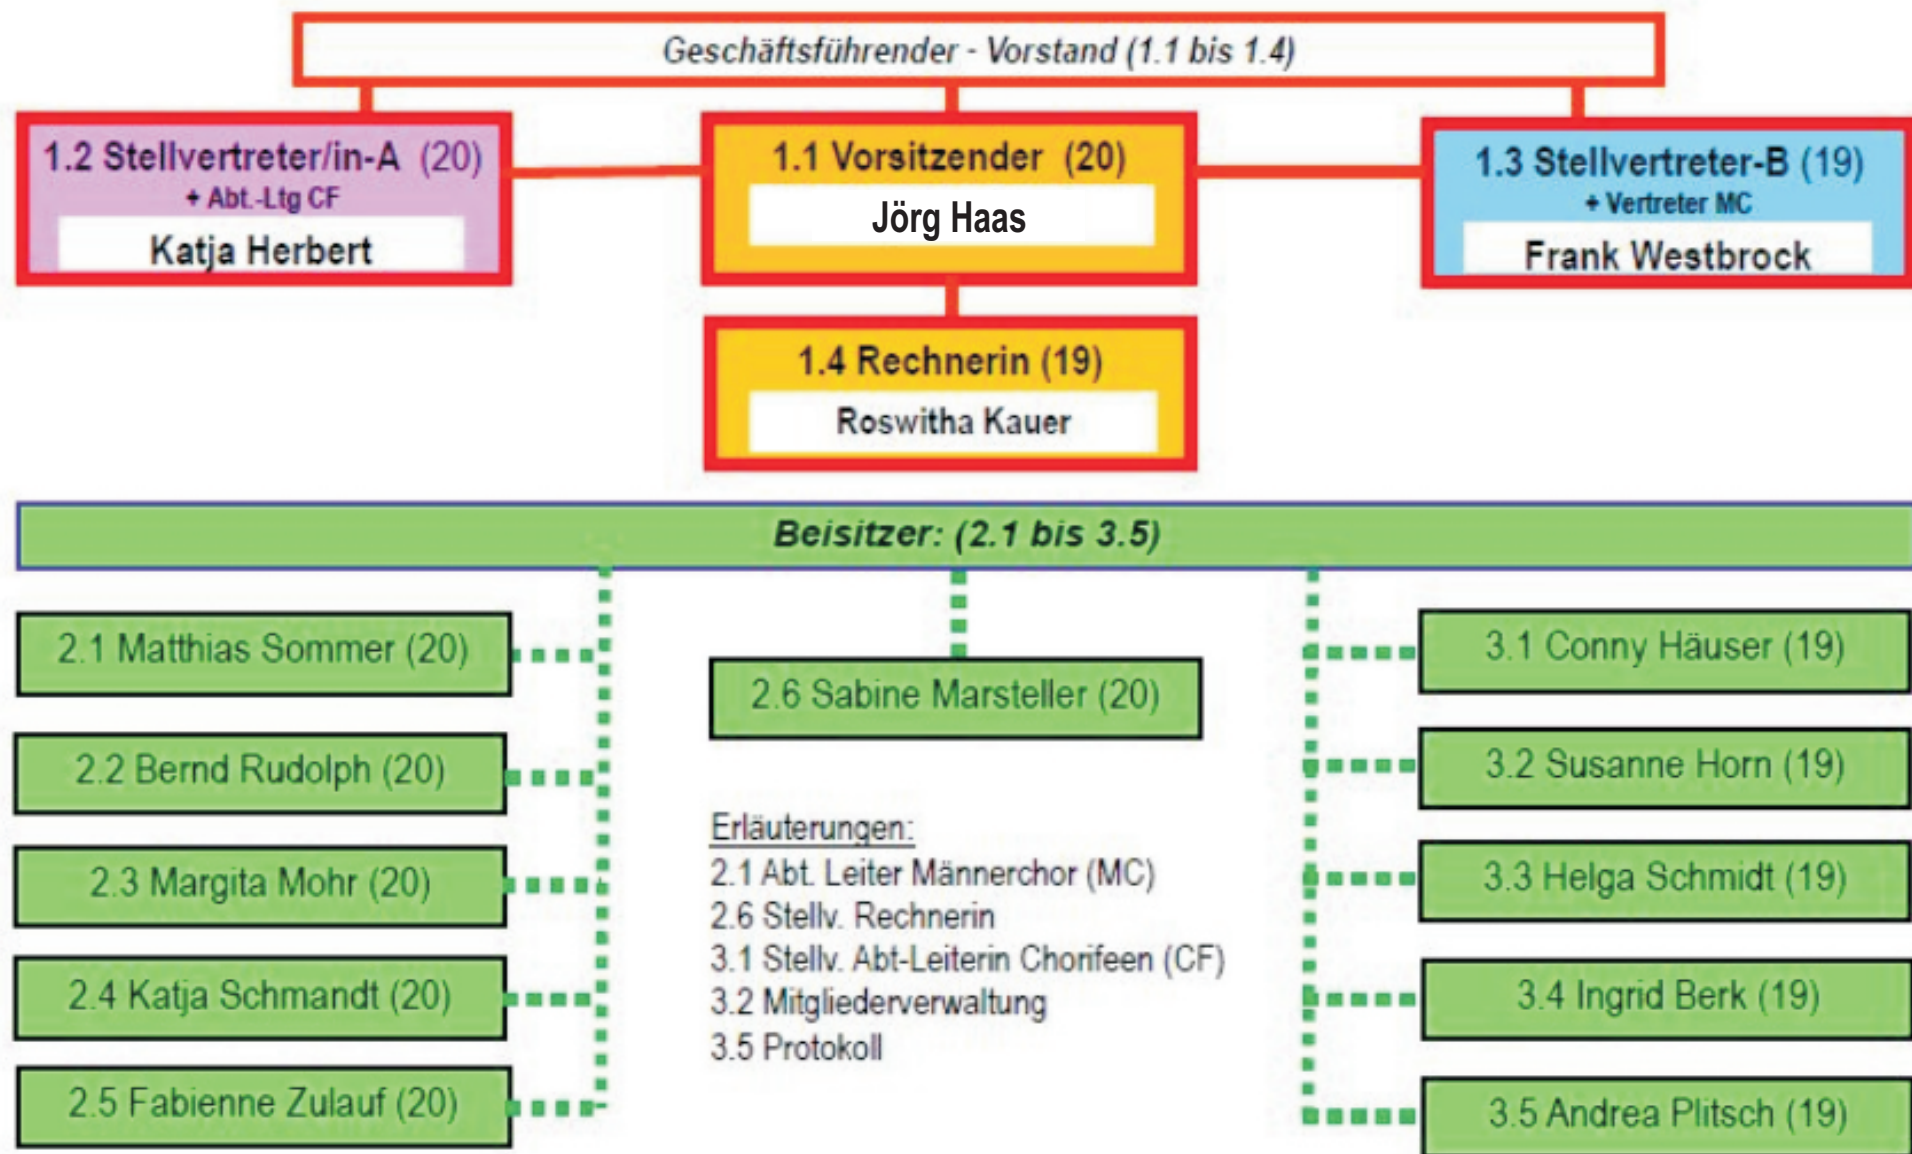 Geschäftsführender - Vorstand (1.1 bis 1.4)
1.2 Stellvertreter/in-A (20)
+ Abt.-Ltg CF
Katja Herbert
1.1 Vorsitzender (20)
Jörg Haas
1.3 Stellvertreter-B (19)
+ Vertreter MC
Frank Westbrock
1.4 Rechnerin (19)
Roswitha Kauer
Beisitzer: (2.1 bis 3.5)
2.1 Matthias Sommer (20)
2.2 Bernd Rudolph (20)
2.3 Margita Mohr (20)
2.4 Katja Schmandt (20)
2.5 Fabienne Zulauf (20)
2.6 Sabine Marsteller (20)
Erläuterungen:
2.1 Abt. Leiter Männerchor (MC)
2.6 Stellv. Rechnerin
3.1 Stellv. Abt-Leiterin Chorifeen (CF)
3.2 Mitgliederverwaltung
3.5 Protokoll
3.1 Conny Häuser (19)
3.2 Susanne Horn (19)
3.3 Helga Schmidt (19)
3.4 Ingrid Berk (19)
3.5 Andrea Plitsch (19)